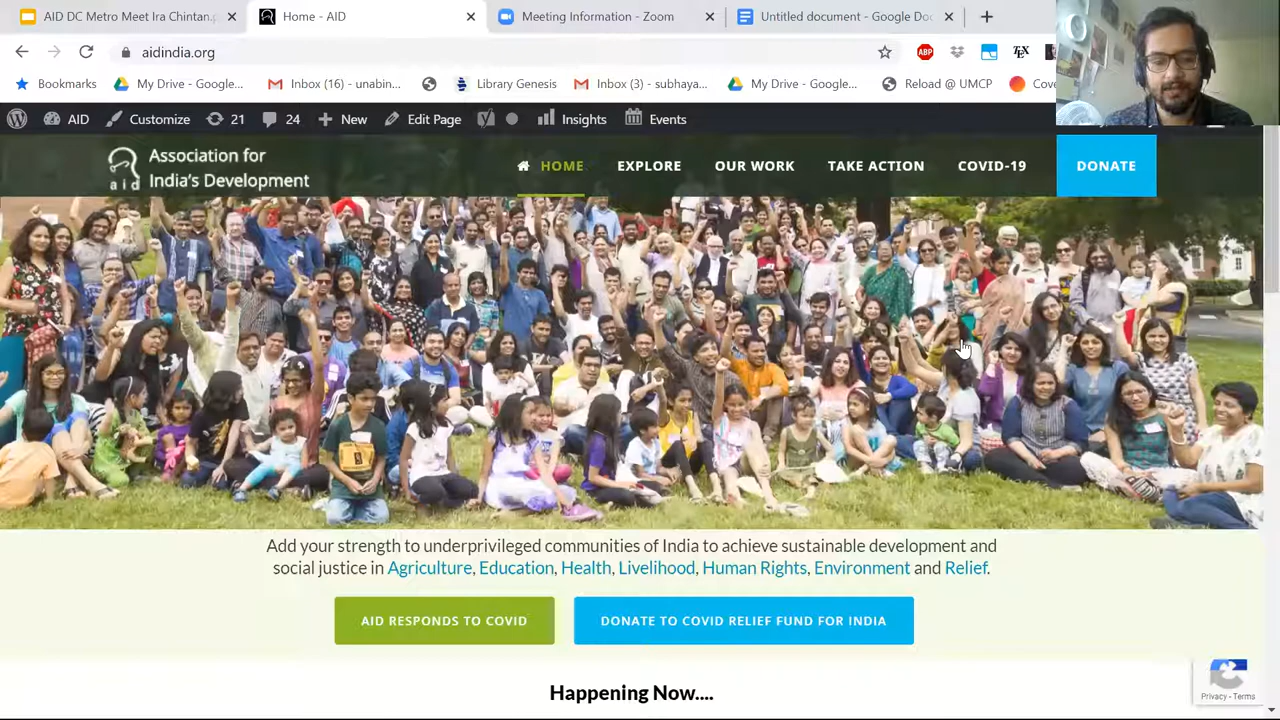 ID DC Metro Meet Ira Chintan.p
Home - AID
Meeting Information - Zoom
Untitled document - Google Do
aidindia.org
ABP
TEX
Bookmarks
My Drive - Google...
Inbox (16) - unabin...
Library Genesis
Inbox (3) - subhaya...
My Drive - Google...
Reload @ UMCP
Cove
AID
Customize
21
24
New
Edit Page
Insights
Events
aid
Association for
India's Development
HOME
EXPLORE
OUR WORK
TAKE ACTION
COVID-19
DONATE
Add your strength to underprivileged communities of India to achieve sustainable development and
social justice in Agriculture, Education, Health, Livelihood, Human Rights, Environment and Relief.
AID RESPONDS TO COVID
DONATE TO COVID RELIEF FUND FOR INDIA
Happening Now....
Privacy - Terms